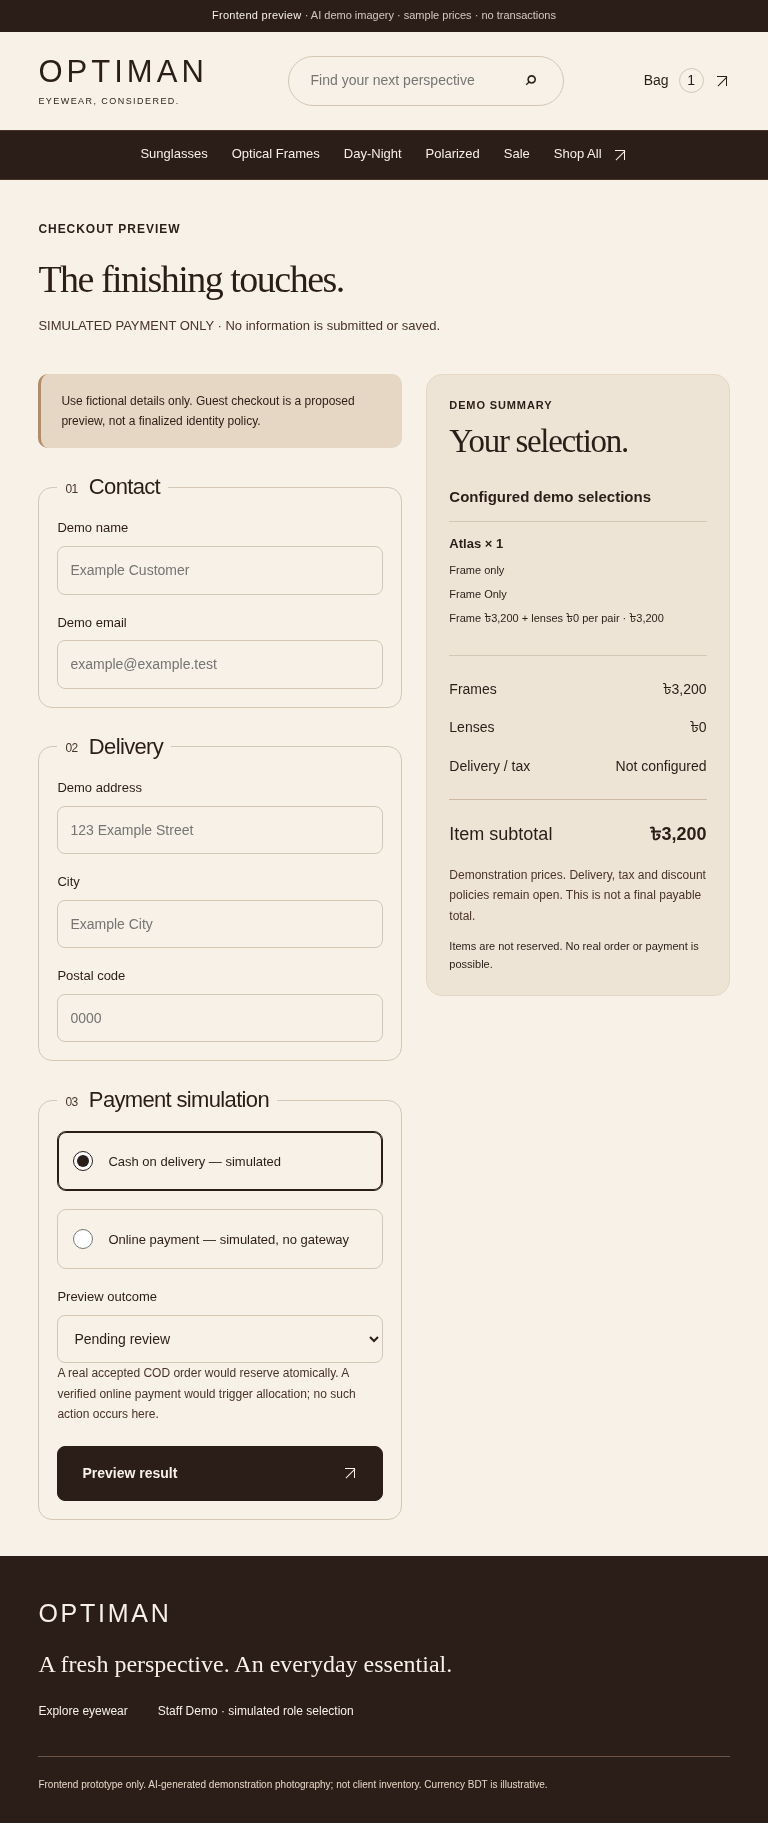 Frontend preview · AI demo imagery · sample prices · no transactions
OPTIMAN
EYEWEAR, CONSIDERED.
Find your next perspective
Bag 1
Sunglasses Optical Frames Day-Night Polarized Sale Shop All
CHECKOUT PREVIEW
The finishing touches.
SIMULATED PAYMENT ONLY · No information is submitted or saved.
Use fictional details only. Guest checkout is a proposed
preview, not a finalized identity policy.
01 Contact
Demo name
Example Customer
Demo email
example@example.test
02 Delivery
Demo address
123 Example Street
City
Example City
Postal code
0000
03 Payment simulation
Cash on delivery — simulated
Online payment — simulated, no gateway
Preview outcome
Pending review
A real accepted COD order would reserve atomically. A
verified online payment would trigger allocation; no such
action occurs here.
Preview result
DEMO SUMMARY
Your selection.
Configured demo selections
Atlas × 1
Frame only
Frame Only
Frame ৳3,200 + lenses ৳0 per pair · ৳3,200
Frames ৳3,200
Lenses ৳0
Delivery / tax Not configured
Item subtotal ৳3,200
Demonstration prices. Delivery, tax and discount
policies remain open. This is not a final payable
total.
Items are not reserved. No real order or payment is
possible.
OPTIMAN
A fresh perspective. An everyday essential.
Explore eyewear Staff Demo · simulated role selection
Frontend prototype only. AI-generated demonstration photography; not client inventory. Currency BDT is illustrative.